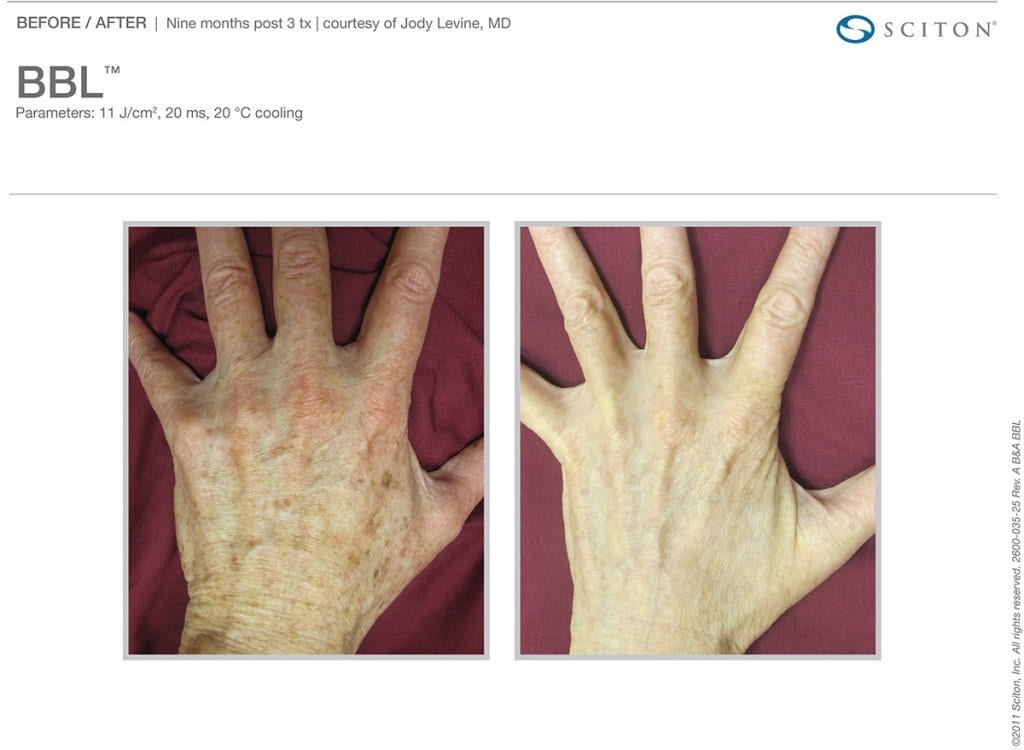 BEFORE / AFTER | Nine months post 3 tx | courtesy of Jody Levine, MD
SCITON®
BBL™
Parameters: 11 J/cm², 20 ms, 20 °C cooling
©2011 Sciton, Inc. All rights reserved. 2600-035-25 Rev. A B&A BBL